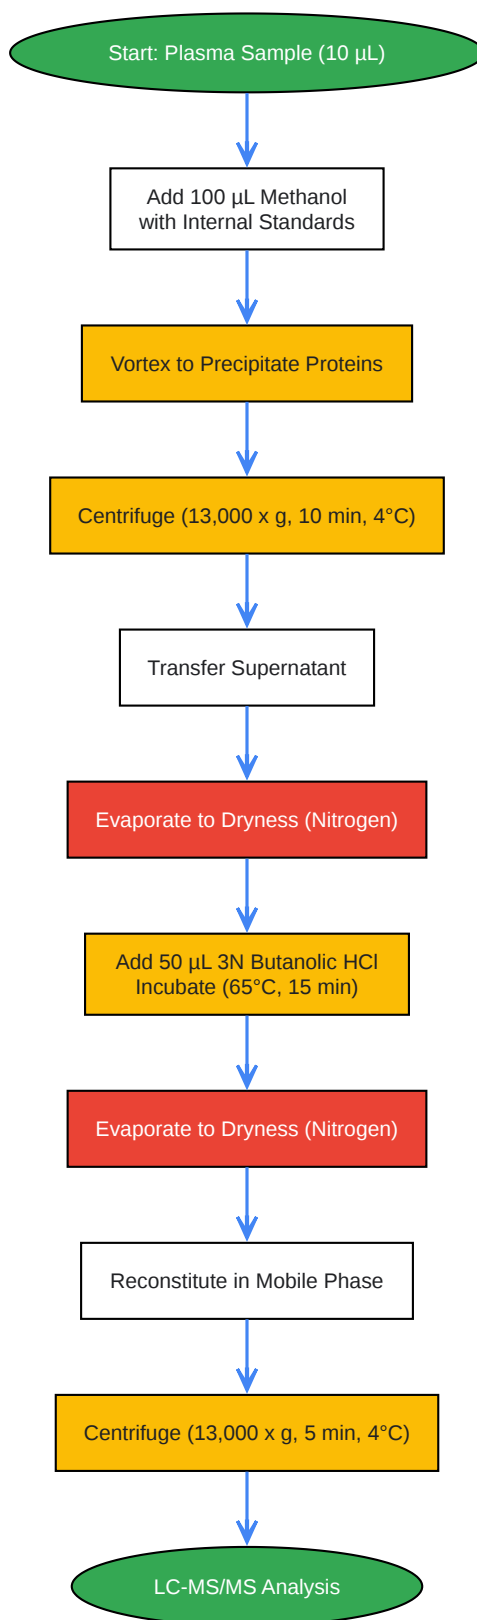 Start: Plasma Sample (10 µL)
Add 100 µL Methanol
with Internal Standards
Vortex to Precipitate Proteins
Centrifuge (13,000 x g, 10 min, 4°C)
Transfer Supernatant
Evaporate to Dryness (Nitrogen)
Add 50 µL 3N Butanolic HCl
Incubate (65°C, 15 min)
Evaporate to Dryness (Nitrogen)
Reconstitute in Mobile Phase
Centrifuge (13,000 x g, 5 min, 4°C)
LC-MS/MS Analysis